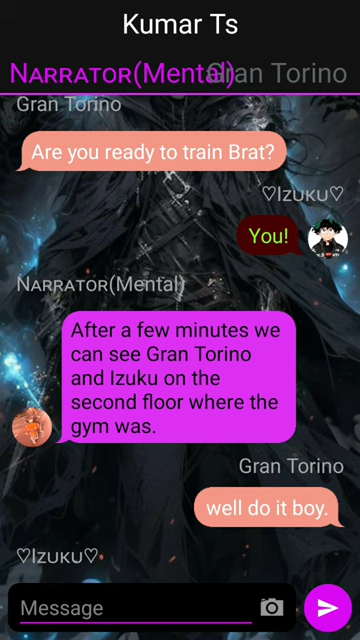 Kumar Ts
Narrator(Mental)
Gran Torino
Gran Torino
Are you ready to train Brat?
♡Izuku♡
You!
Narrator(Mental)
After a few minutes we
can see Gran Torino
and Izuku on the
second floor where the
gym was.
Gran Torino
well do it boy.
♡Izuku♡
Message